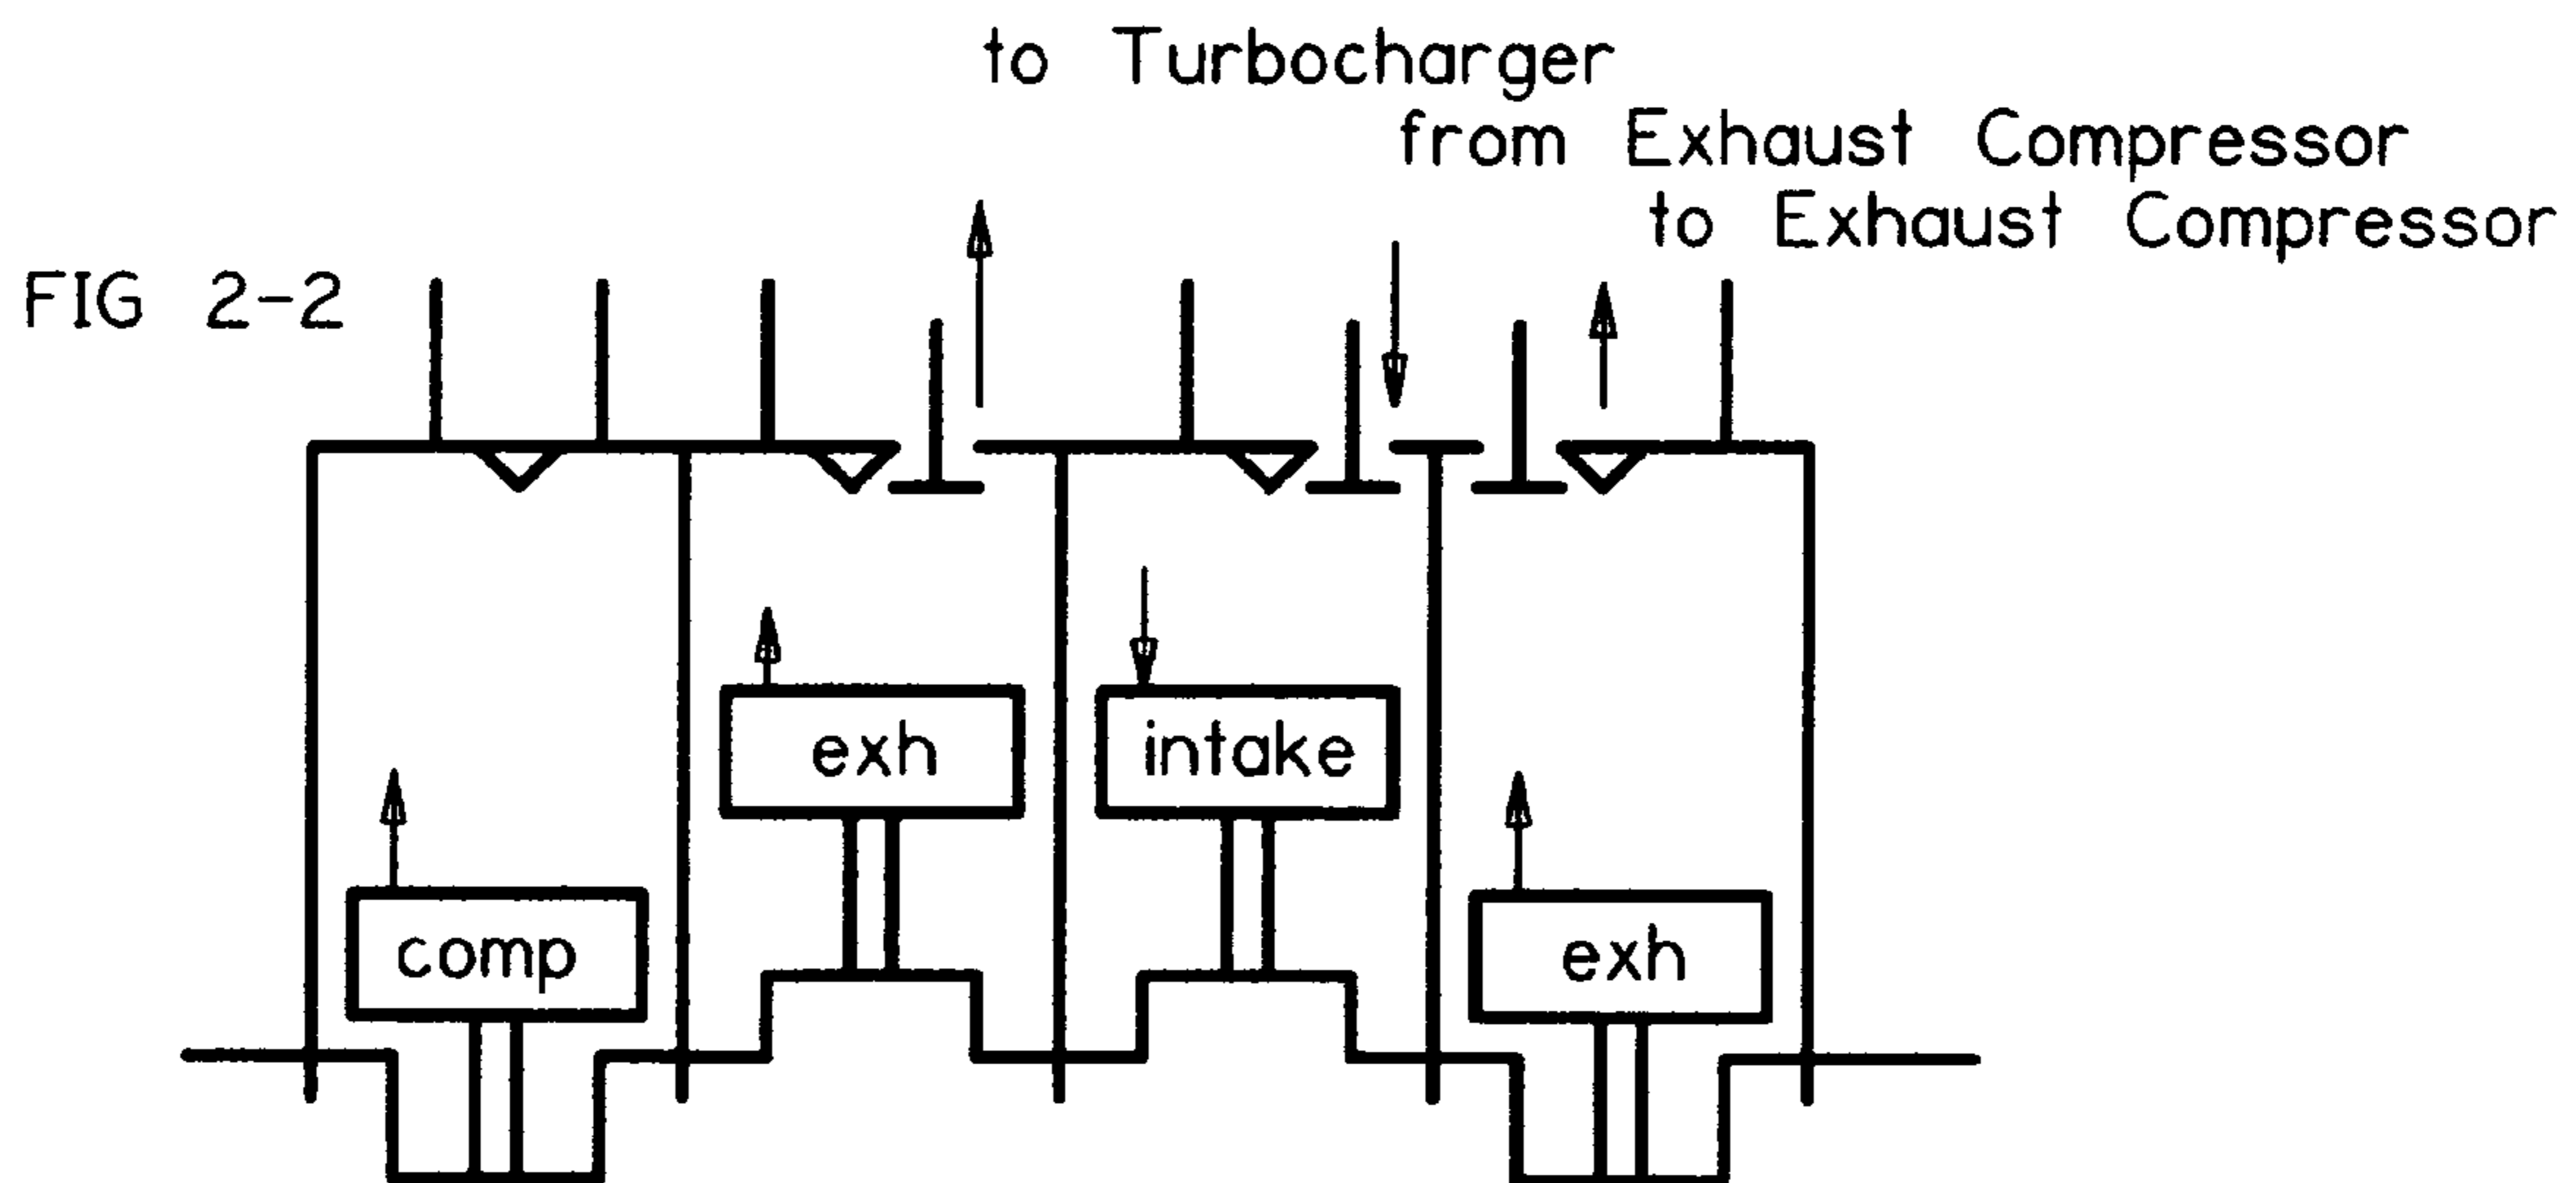 to Turbocharger
from Exhaust Compressor
to Exhaust Compressor
FIG 2-2
exh
intake
comp
exh